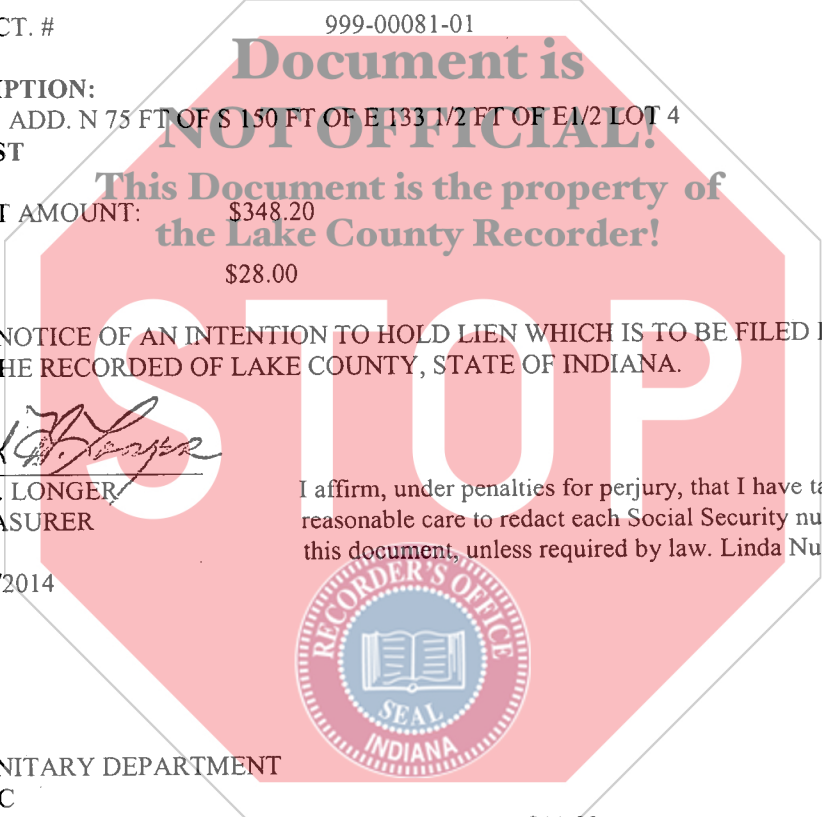 CT. # 999-00081-01
Document is
IPTION:
ADD. N 75 FT OF S 150 FT OF E 133 1/2 FT OF E1/2 LOT 4
NOT OFFICIAL!
ST
This Document is the property of
T AMOUNT: $348.20
the Lake County Recorder!
$28.00
STOP
NOTICE OF AN INTENTION TO HOLD LIEN WHICH IS TO BE FILED
HE RECORDED OF LAKE COUNTY, STATE OF INDIANA.
. LONGER
ASURER
I affirm, under penalties for perjury, that I have ta
reasonable care to redact each Social Security nu
this document, unless required by law. Linda Nu
/2014
RECORDER'S OFFICE
SEAL
INDIANA
NITARY DEPARTMENT
C